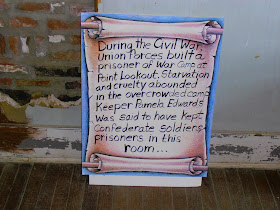 During the Civil War,
Union Forces built a
prisoner of War Camp at
Point Lookout. Starvation
and cruelty abounded
in the overcrowded camp
Keeper Pamela Edwards
was said to have kept
Confederate soldiers
prisoners in this
room...